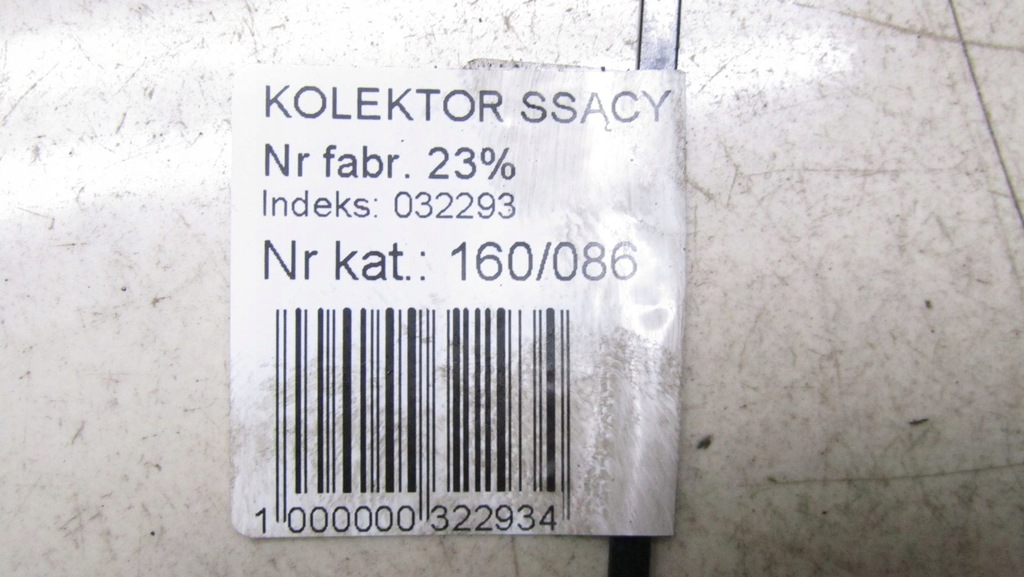 KOLEKTOR SSĄCY
Nr fabr. 23%
Indeks: 032293
Nr kat.: 160/086
1 000000 322934